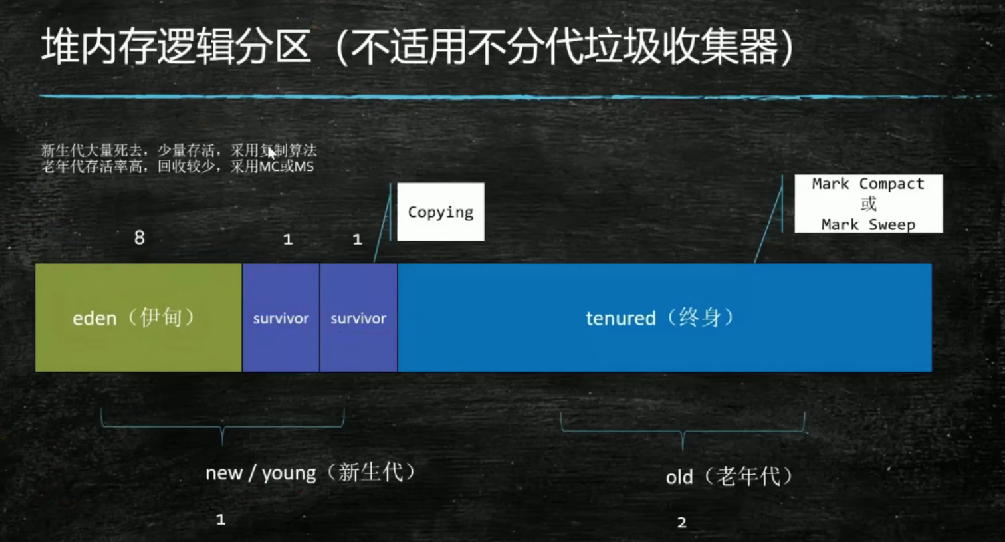 堆内存逻辑分区（不适用不分代垃圾收集器）
新生代大量死去，少量存活，采用复制算法
老年代存活率高，回收较少，采用MC或MS
Copying
Mark Compact
或
Mark Sweep
8
1
1
eden（伊甸）
survivor
survivor
tenured（终身）
new / young（新生代）
old（老年代）
1
2